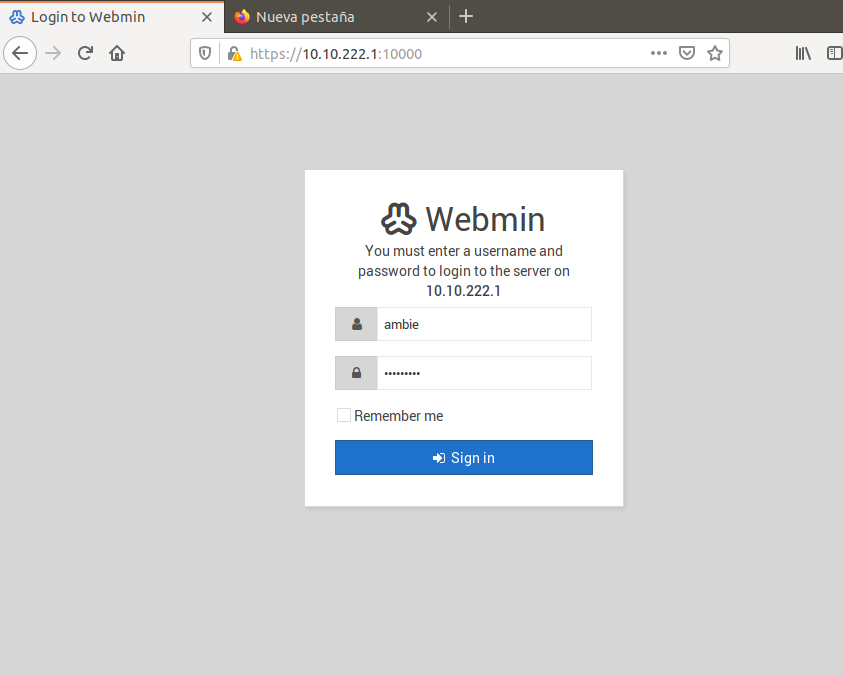 Login to Webmin
Nueva pestaña
https://10.10.222.1:10000
Webmin
You must enter a username and
password to login to the server on
10.10.222.1
ambie
•••••••••
Remember me
Sign in